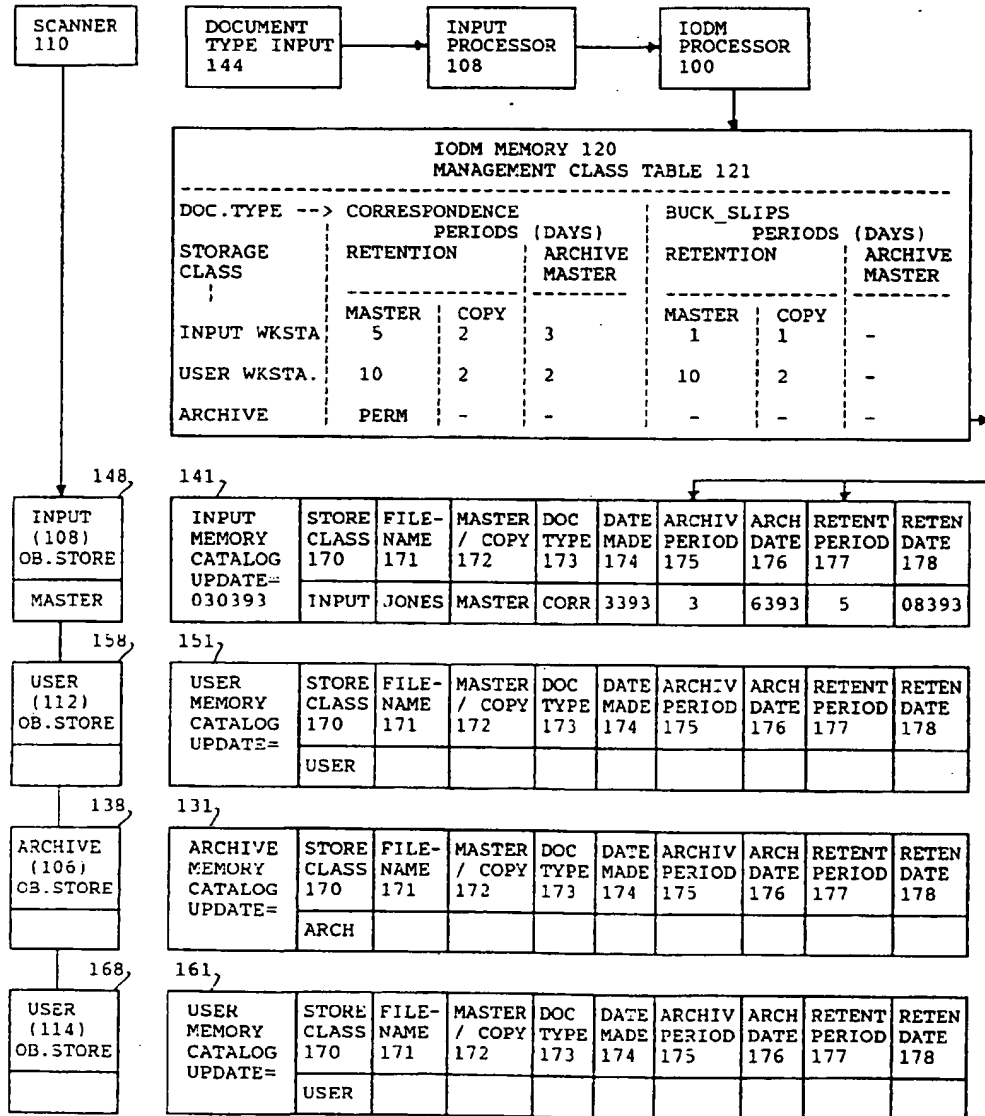 SCANNER
110
DOCUMENT
TYPE INPUT
144
INPUT
PROCESSOR
108
IODM
PROCESSOR
100
IODM MEMORY 120
MANAGEMENT CLASS TABLE 121
DOC.TYPE --> CORRESPONDENCE BUCK_SLIPS
PERIODS (DAYS) PERIODS (DAYS)
STORAGE RETENTION ARCHIVE RETENTION ARCHIVE
CLASS MASTER MASTER
MASTER COPY MASTER COPY
INPUT WKSTA 5 2 3 1 1 -
USER WKSTA. 10 2 2 10 2 -
ARCHIVE PERM - - - - -
148 141
INPUT
(108)
OB.STORE
MASTER
INPUT STORE FILE- MASTER DOC DATE ARCHIV ARCH RETENT RETEN
MEMORY CLASS NAME / COPY TYPE MADE PERIOD DATE PERIOD DATE
CATALOG 170 171 172 173 174 175 176 177 178
UPDATE=
030393 INPUT JONES MASTER CORR 3393 3 6393 5 08393
158 151
USER
(112)
OB.STORE
USER STORE FILE- MASTER DOC DATE ARCHIV ARCH RETENT RETEN
MEMORY CLASS NAME / COPY TYPE MADE PERIOD DATE PERIOD DATE
CATALOG 170 171 172 173 174 175 176 177 178
UPDATE=
USER
138 131
ARCHIVE
(106)
OB.STORE
ARCHIVE STORE FILE- MASTER DOC DATE ARCHIV ARCH RETENT RETEN
MEMORY CLASS NAME / COPY TYPE MADE PERIOD DATE PERIOD DATE
CATALOG 170 171 172 173 174 175 176 177 178
UPDATE=
ARCH
168 161
USER
(114)
OB.STORE
USER STORE FILE- MASTER DOC DATE ARCHIV ARCH RETENT RETEN
MEMORY CLASS NAME / COPY TYPE MADE PERIOD DATE PERIOD DATE
CATALOG 170 171 172 173 174 175 176 177 178
UPDATE=
USER